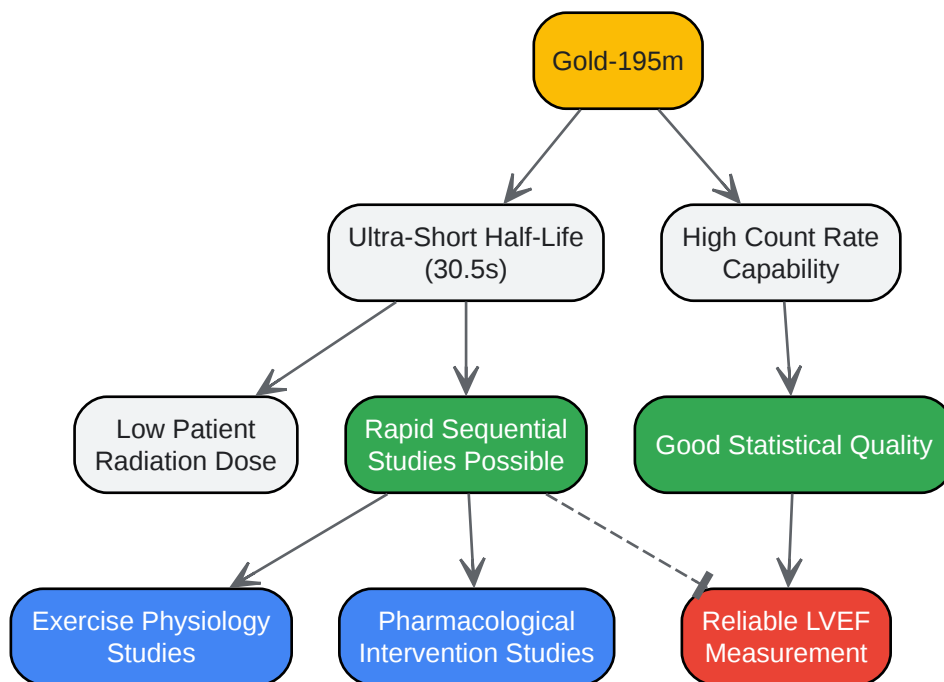 Gold-195m
Ultra-Short Half-Life
(30.5s)
High Count Rate
Capability
Low Patient
Radiation Dose
Rapid Sequential
Studies Possible
Good Statistical Quality
Exercise Physiology
Studies
Pharmacological
Intervention Studies
Reliable LVEF
Measurement